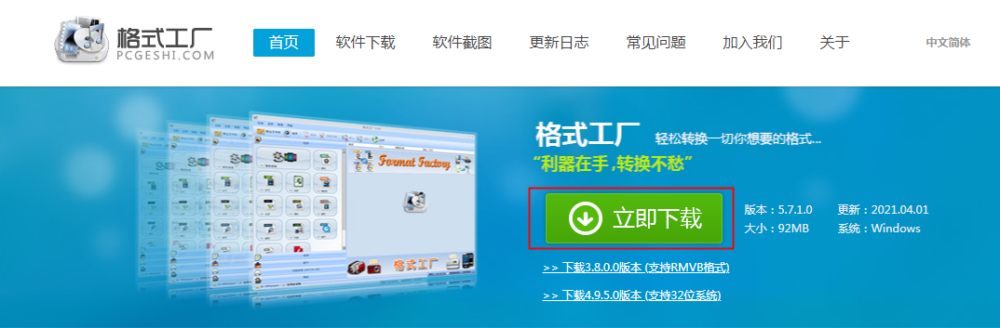 格式工厂
PCGESHI.COM
首页 软件下载 软件截图 更新日志 常见问题 加入我们 关于 中文简体
格式工厂 轻松转换一切你想要的格式...
“利器在手,转换不愁”
立即下载
版本：5.7.1.0 更新：2021.04.01
大小：92MB 系统：Windows
>> 下载3.8.0.0版本 (支持RMVB格式)
>> 下载4.9.5.0版本 (支持32位系统)
Format Factory
格式工厂